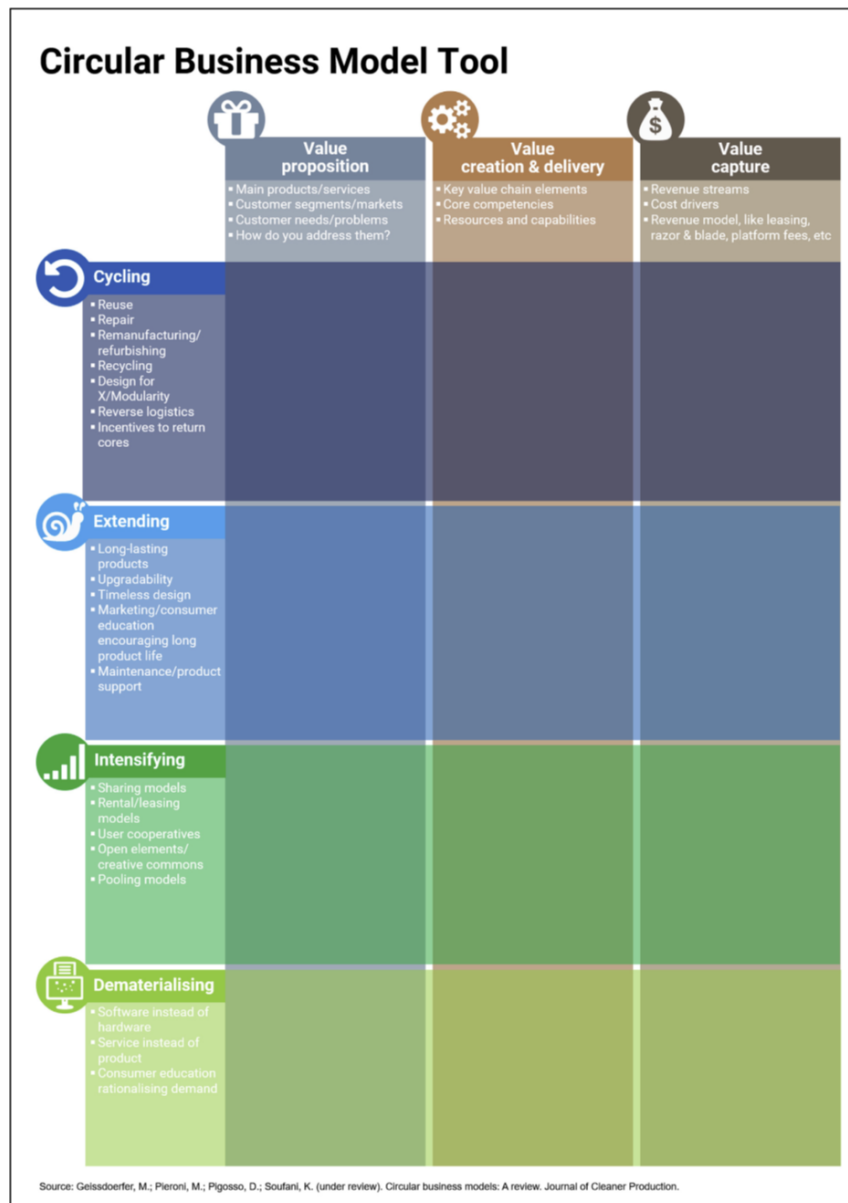 Circular Business Model Tool
$
Value
proposition
Value
creation & delivery
Value
capture
▪ Main products/services
▪ Customer segments/markets
▪ Customer needs/problems
▪ How do you address them?
▪ Key value chain elements
▪ Core competencies
▪ Resources and capabilities
▪ Revenue streams
▪ Cost drivers
▪ Revenue model, like leasing,
razor & blade, platform fees, etc
Cycling
▪ Reuse
▪ Repair
▪ Remanufacturing/
refurbishing
▪ Recycling
▪ Design for
X/Modularity
▪ Reverse logistics
▪ Incentives to return
cores
Extending
▪ Long-lasting
products
▪ Upgradability
▪ Timeless design
▪ Marketing/consumer
education
encouraging long
product life
▪ Maintenance/product
support
Intensifying
▪ Sharing models
▪ Rental/leasing
models
▪ User cooperatives
▪ Open elements/
creative commons
▪ Pooling models
Dematerialising
▪ Software instead of
hardware
▪ Service instead of
product
▪ Consumer education
rationalising demand
Source: Geissdoerfer, M.; Pieroni, M.; Pigosso, D.; Soufani, K. (under review). Circular business models: A review. Journal of Cleaner Production.